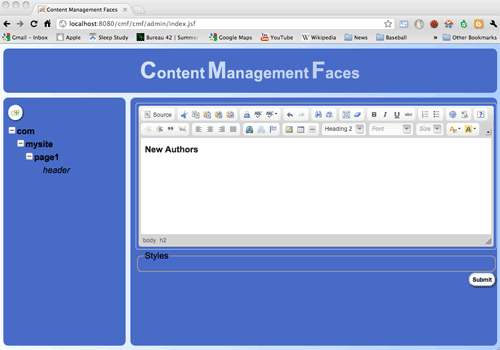 Content Management Faces
localhost:8080/cmf/cmf/admin/index.jsf
Gmail - Inbox Apple Sleep Study Bureau 42 | Summer Google Maps YouTube Wikipedia News Baseball » Other Bookmarks
Content Management Faces
com
mysite
page1
header
Source
B I U abc
Heading 2 Font Size
New Authors
body h2
Styles
Submit